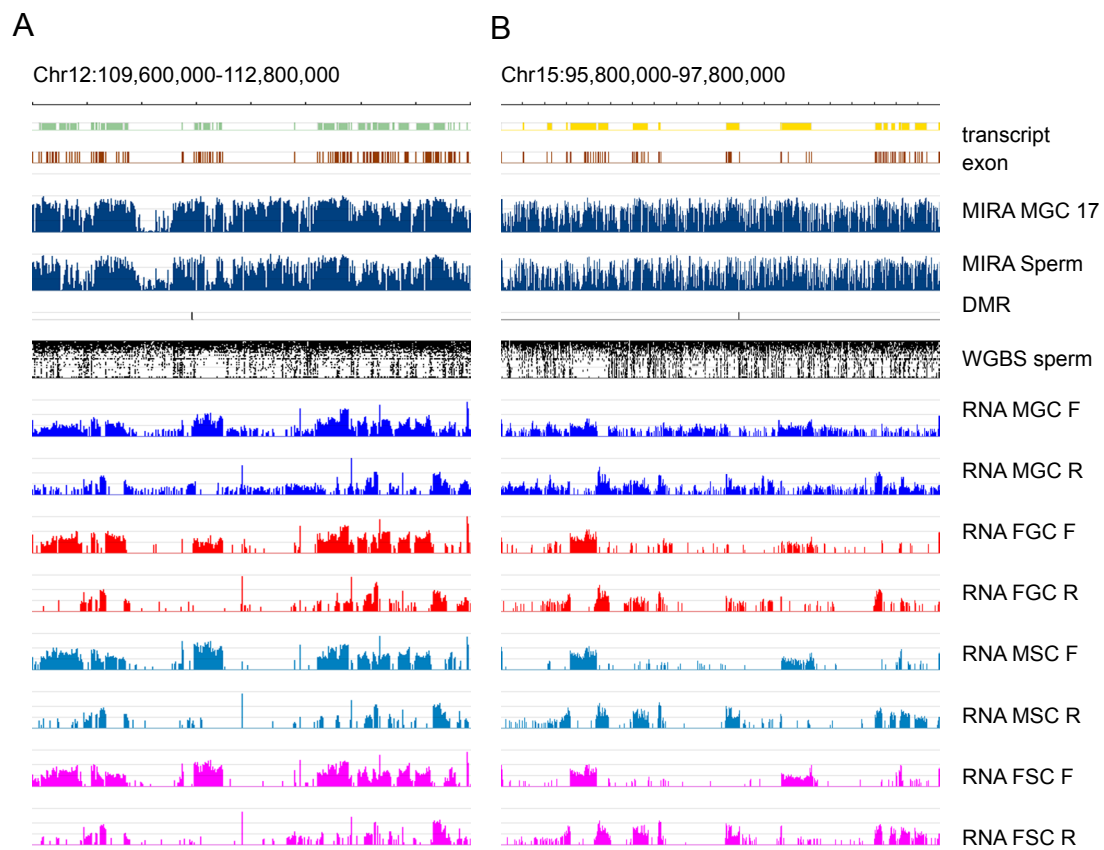 A
B
Chr12:109,600,000-112,800,000
Chr15:95,800,000-97,800,000
transcript
exon
MIRA MGC 17
MIRA Sperm
DMR
WGBS sperm
RNA MGC F
RNA MGC R
RNA FGC F
RNA FGC R
RNA MSC F
RNA MSC R
RNA FSC F
RNA FSC R